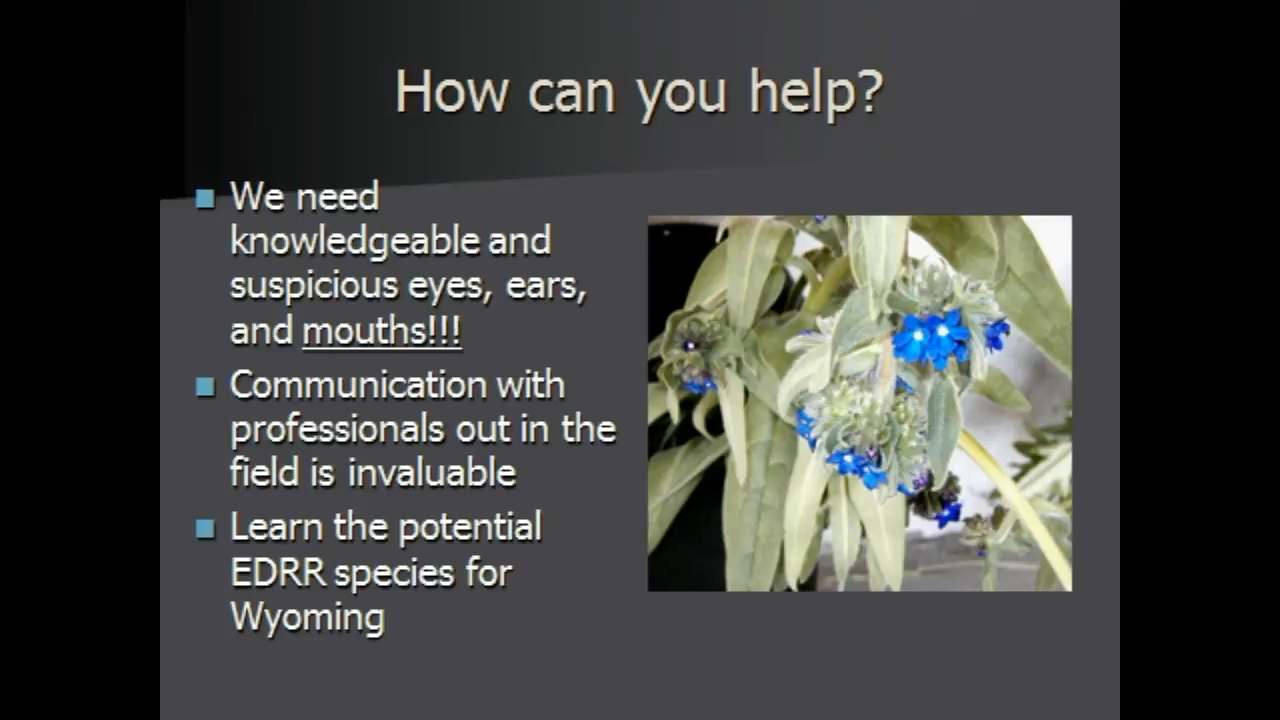 How can you help?
We need
knowledgeable and
suspicious eyes, ears,
and mouths!!!
Communication with
professionals out in the
field is invaluable
Learn the potential
EDRR species for
Wyoming